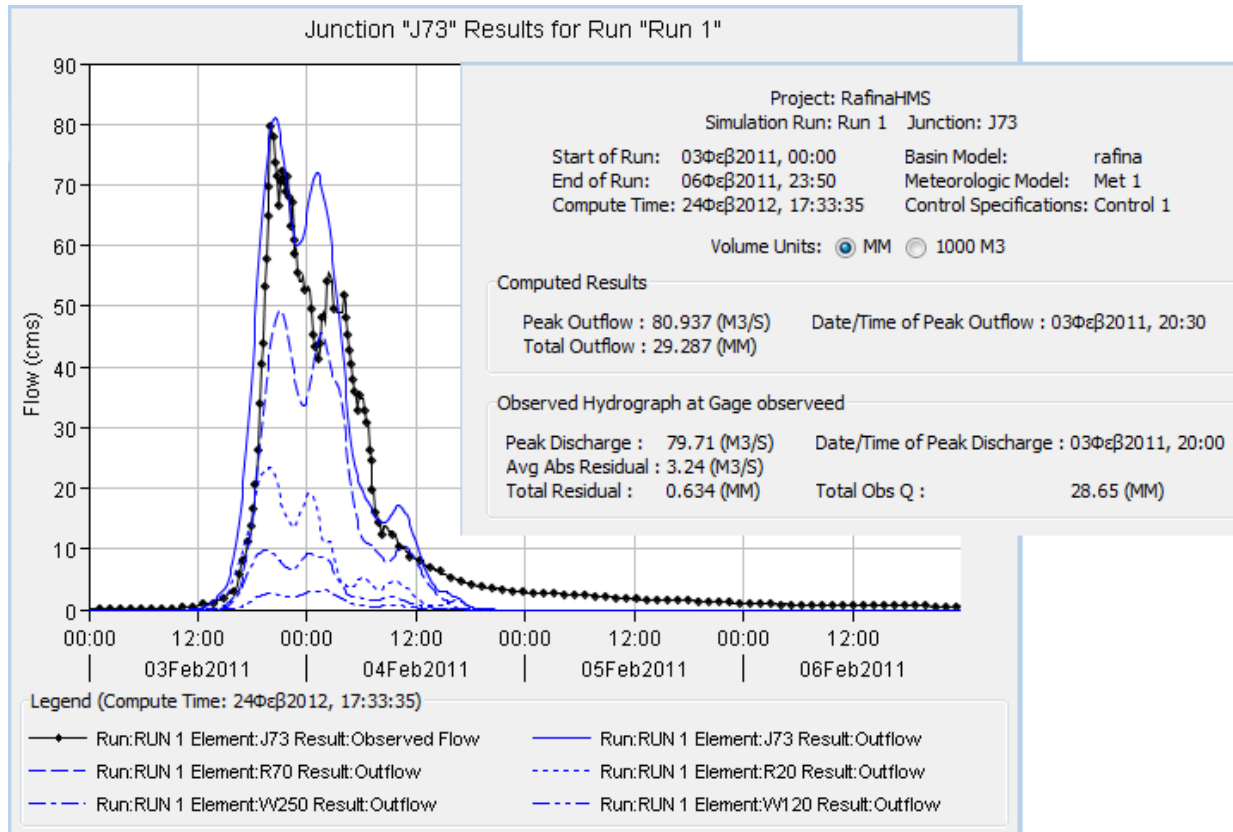 Junction "J73" Results for Run "Run 1"
90
80
70
60
50
40
30
20
10
0
Flow (cms)
00:00 12:00 00:00 12:00 00:00 12:00 00:00 12:00
03Feb2011 04Feb2011 05Feb2011 06Feb2011
Project: RafinaHMS
Simulation Run: Run 1 Junction: J73
Start of Run: 03Φεβ2011, 00:00 Basin Model: rafina
End of Run: 06Φεβ2011, 23:50 Meteorologic Model: Met 1
Compute Time: 24Φεβ2012, 17:33:35 Control Specifications: Control 1
Volume Units: MM 1000 M3
Computed Results
Peak Outflow : 80.937 (M3/S) Date/Time of Peak Outflow : 03Φεβ2011, 20:30
Total Outflow : 29.287 (MM)
Observed Hydrograph at Gage observeed
Peak Discharge : 79.71 (M3/S) Date/Time of Peak Discharge : 03Φεβ2011, 20:00
Avg Abs Residual : 3.24 (M3/S)
Total Residual : 0.634 (MM) Total Obs Q : 28.65 (MM)
Legend (Compute Time: 24Φεβ2012, 17:33:35)
Run:RUN 1 Element:J73 Result:Observed Flow Run:RUN 1 Element:J73 Result:Outflow
Run:RUN 1 Element:R70 Result:Outflow Run:RUN 1 Element:R20 Result:Outflow
Run:RUN 1 Element:W250 Result:Outflow Run:RUN 1 Element:W120 Result:Outflow